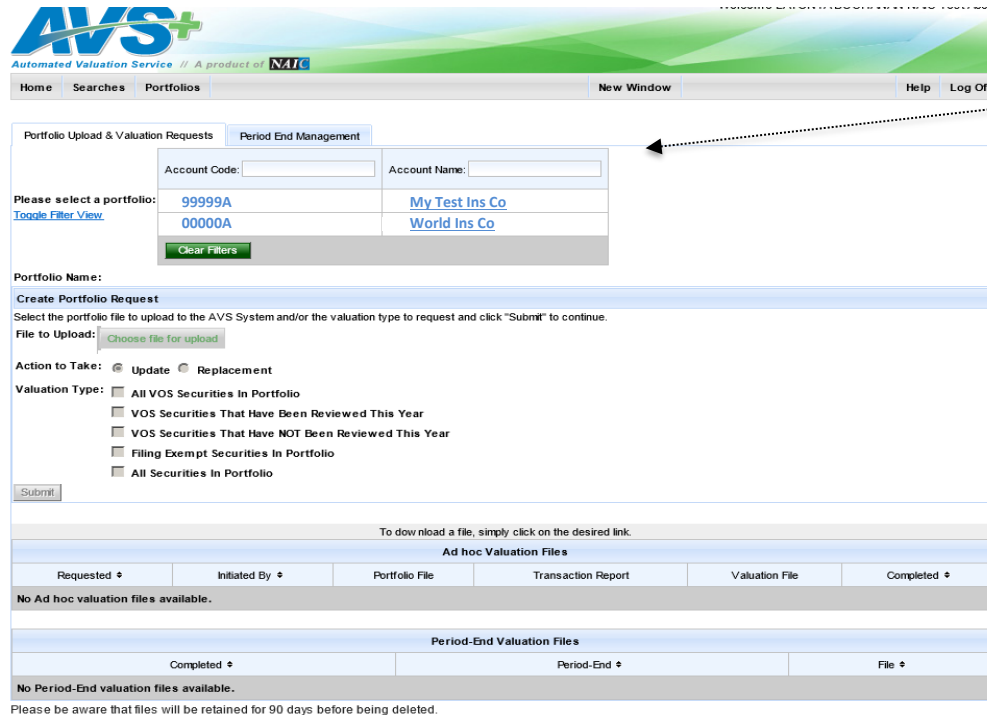 AVS+
Automated Valuation Service // A product of NAIC
Home Searches Portfolios New Window Help Log Of
Portfolio Upload & Valuation Requests Period End Management
Account Code: Account Name:
Please select a portfolio:
Toggle Filter View
99999A My Test Ins Co
00000A World Ins Co
Clear Filters
Portfolio Name:
Create Portfolio Request
Select the portfolio file to upload to the AVS System and/or the valuation type to request and click "Submit" to continue.
File to Upload: Choose file for upload
Action to Take: Update Replacement
Valuation Type: All VOS Securities In Portfolio
VOS Securities That Have Been Reviewed This Year
VOS Securities That Have NOT Been Reviewed This Year
Filing Exempt Securities In Portfolio
All Securities In Portfolio
Submit
To download a file, simply click on the desired link.
Ad hoc Valuation Files
Requested Initiated By Portfolio File Transaction Report Valuation File Completed
No Ad hoc valuation files available.
Period-End Valuation Files
Completed Period-End File
No Period-End valuation files available.
Please be aware that files will be retained for 90 days before being deleted.